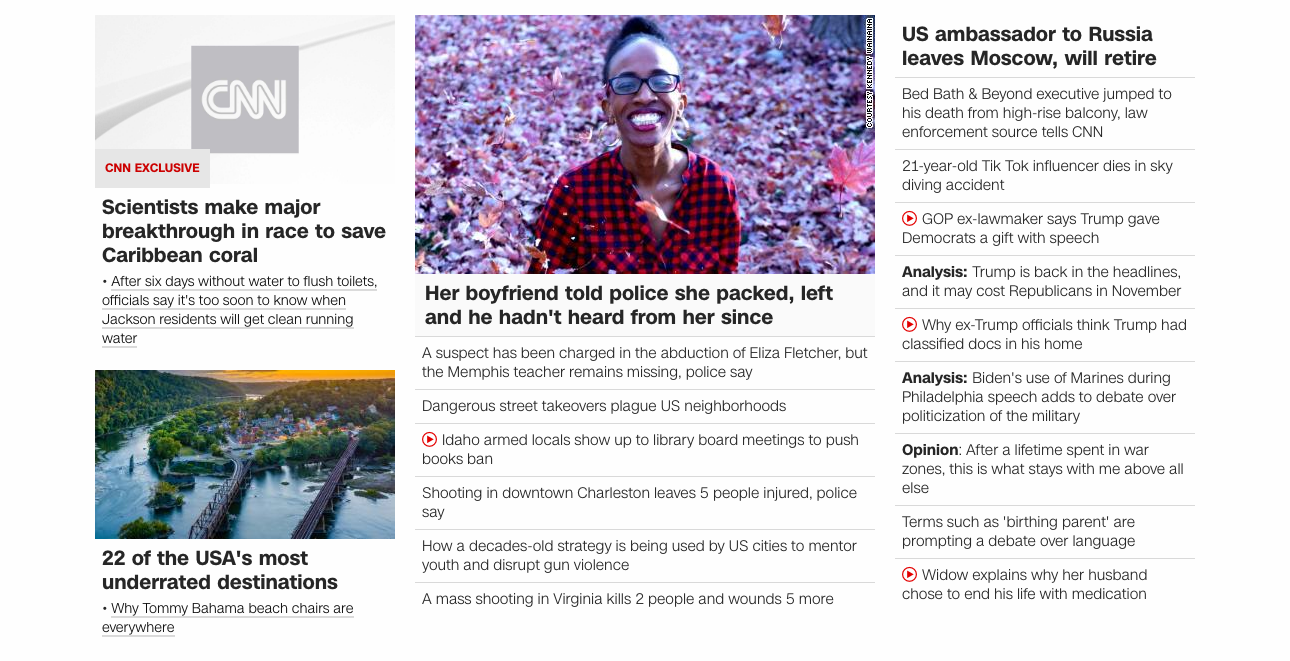 CNN
CNN EXCLUSIVE
Scientists make major
breakthrough in race to save
Caribbean coral
• After six days without water to flush toilets,
officials say it's too soon to know when
Jackson residents will get clean running
water
22 of the USA's most
underrated destinations
• Why Tommy Bahama beach chairs are
everywhere
COURTESY KENNEDY WAINAINA
Her boyfriend told police she packed, left
and he hadn't heard from her since
A suspect has been charged in the abduction of Eliza Fletcher, but
the Memphis teacher remains missing, police say
Dangerous street takeovers plague US neighborhoods
Idaho armed locals show up to library board meetings to push
books ban
Shooting in downtown Charleston leaves 5 people injured, police
say
How a decades-old strategy is being used by US cities to mentor
youth and disrupt gun violence
A mass shooting in Virginia kills 2 people and wounds 5 more
US ambassador to Russia
leaves Moscow, will retire
Bed Bath & Beyond executive jumped to
his death from high-rise balcony, law
enforcement source tells CNN
21-year-old Tik Tok influencer dies in sky
diving accident
GOP ex-lawmaker says Trump gave
Democrats a gift with speech
Analysis: Trump is back in the headlines,
and it may cost Republicans in November
Why ex-Trump officials think Trump had
classified docs in his home
Analysis: Biden's use of Marines during
Philadelphia speech adds to debate over
politicization of the military
Opinion: After a lifetime spent in war
zones, this is what stays with me above all
else
Terms such as 'birthing parent' are
prompting a debate over language
Widow explains why her husband
chose to end his life with medication